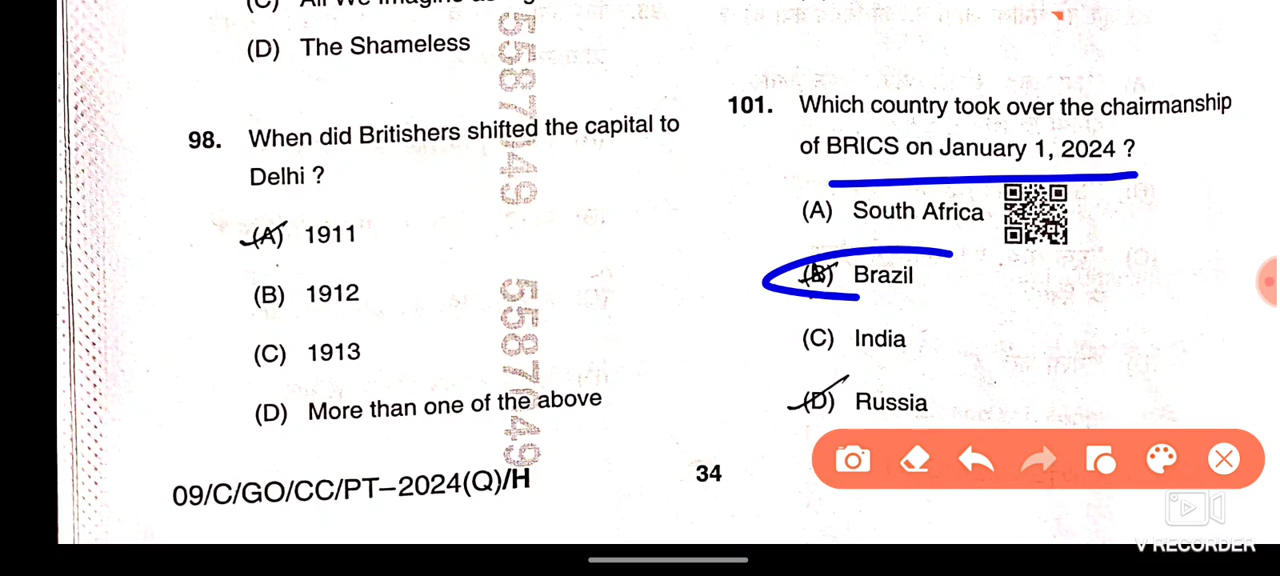 (D) The Shameless
98. When did Britishers shifted the capital to
Delhi ?
(A) 1911
(B) 1912
(C) 1913
(D) More than one of the above
09/C/GO/CC/PT–2024(Q)/H
5587049
5587049
34
101. Which country took over the chairmanship
of BRICS on January 1, 2024 ?
(A) South Africa
(B) Brazil
(C) India
(D) Russia
V RECORDER